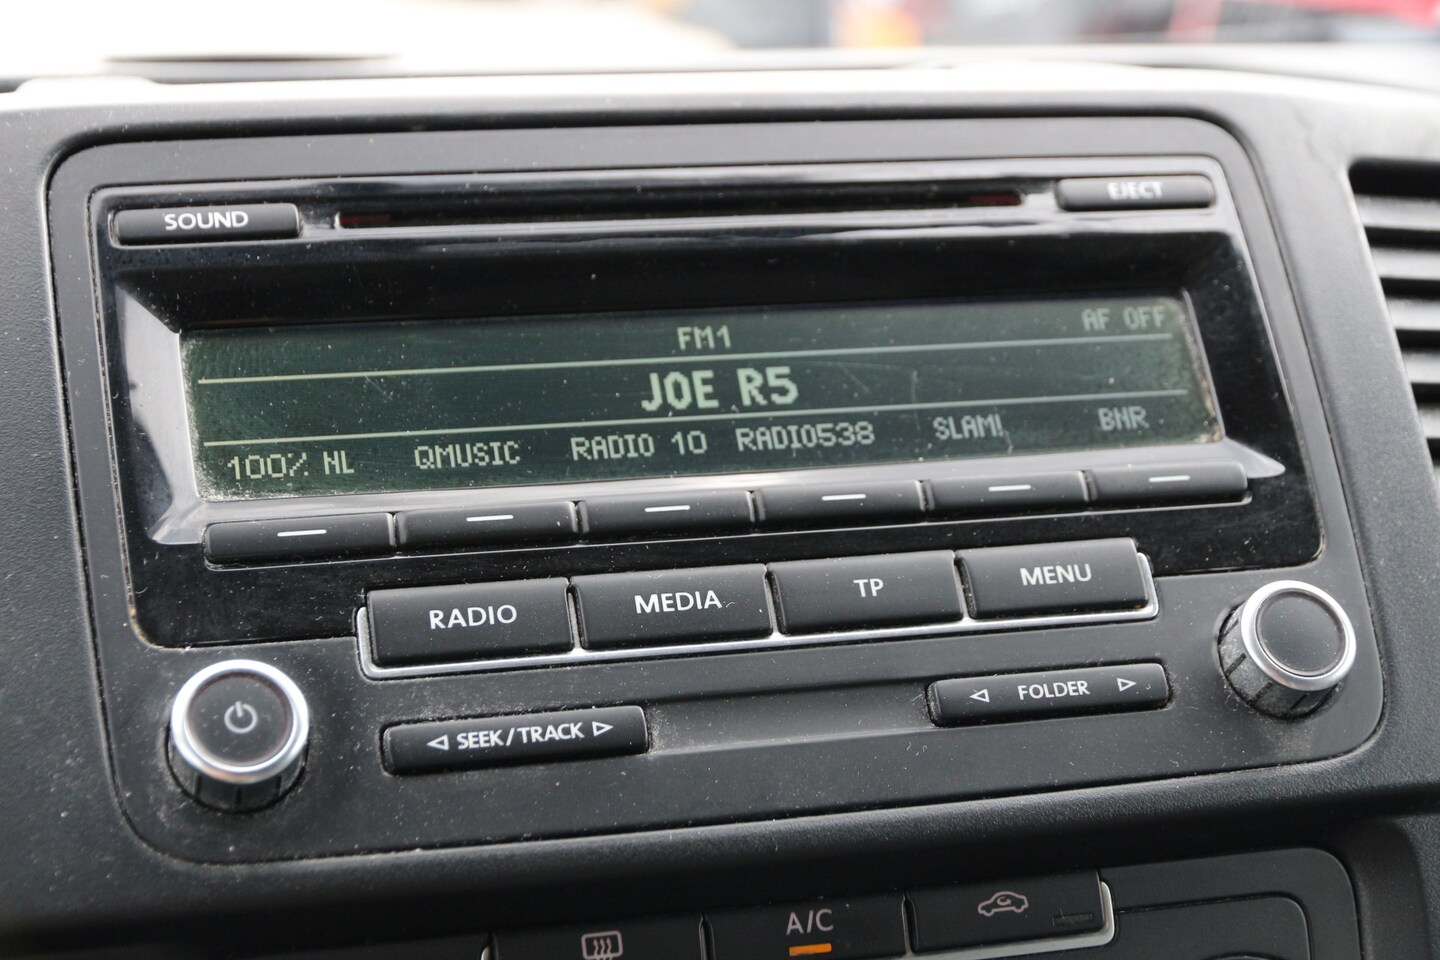 SOUND
EJECT
FM1 AF OFF
JOE R5
100% NL QMUSIC RADIO 10 RADIO538 SLAM! BNR
RADIO MEDIA TP MENU
SEEK/TRACK
FOLDER
A/C